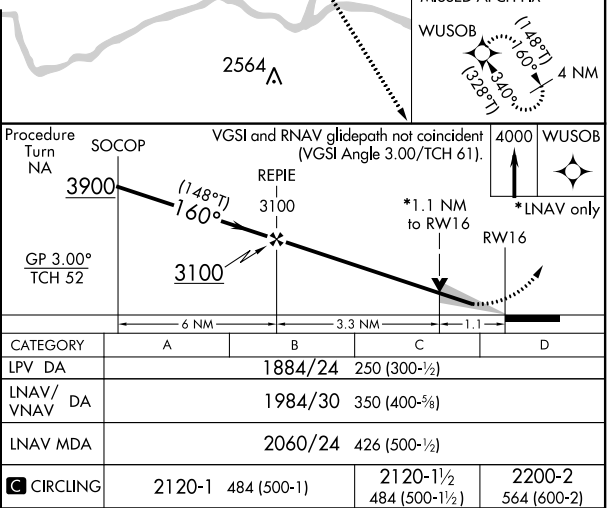 MISSED APCH FIX
WUSOB
(148°T)
160°
340°
(328°T)
4 NM
2564
Procedure
Turn
NA
SOCOP
VGSI and RNAV glidepath not coincident
(VGSI Angle 3.00/TCH 61).
4000
WUSOB
3900
(148°T)
160°
REPIE
3100
*1.1 NM
to RW16
*LNAV only
RW16
GP 3.00°
TCH 52
3100
6 NM
3.3 NM
1.1
CATEGORY A B C D
LPV DA 1884/24 250 (300-½)
LNAV/
VNAV DA 1984/30 350 (400-⅝)
LNAV MDA 2060/24 426 (500-½)
C CIRCLING 2120-1 484 (500-1) 2120-1½ 2200-2
484 (500-1½) 564 (600-2)